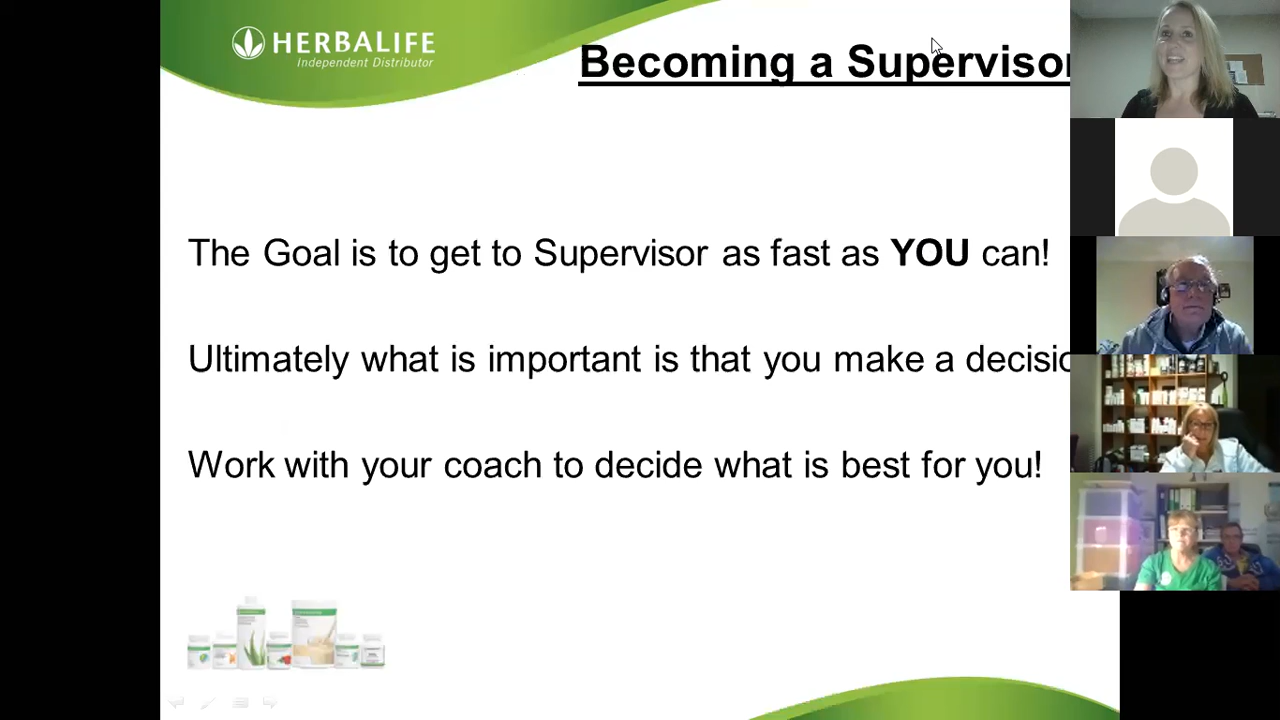 HERBALIFE
Independent Distributor
Becoming a Supervisor
The Goal is to get to Supervisor as fast as YOU can!
Ultimately what is important is that you make a decisio
Work with your coach to decide what is best for you!